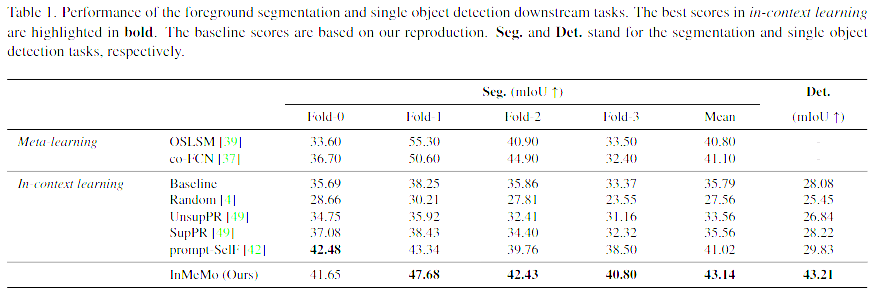 Table 1. Performance of the foreground segmentation and single object detection downstream tasks. The best scores in in-context learning
are highlighted in bold. The baseline scores are based on our reproduction. Seg. and Det. stand for the segmentation and single object
detection tasks, respectively.
Seg. (mIoU ↑) Det.
Fold-0 Fold-1 Fold-2 Fold-3 Mean (mIoU ↑)
Meta-learning OSLSM [39] 33.60 55.30 40.90 33.50 40.80 -
co-FCN [37] 36.70 50.60 44.90 32.40 41.10 -
In-context learning Baseline 35.69 38.25 35.86 33.37 35.79 28.08
Random [4] 28.66 30.21 27.81 23.55 27.56 25.45
UnsupPR [49] 34.75 35.92 32.41 31.16 33.56 26.84
SupPR [49] 37.08 38.43 34.40 32.32 35.56 28.22
prompt-SelF [42] 42.48 43.34 39.76 38.50 41.02 29.83
InMeMo (Ours) 41.65 47.68 42.43 40.80 43.14 43.21